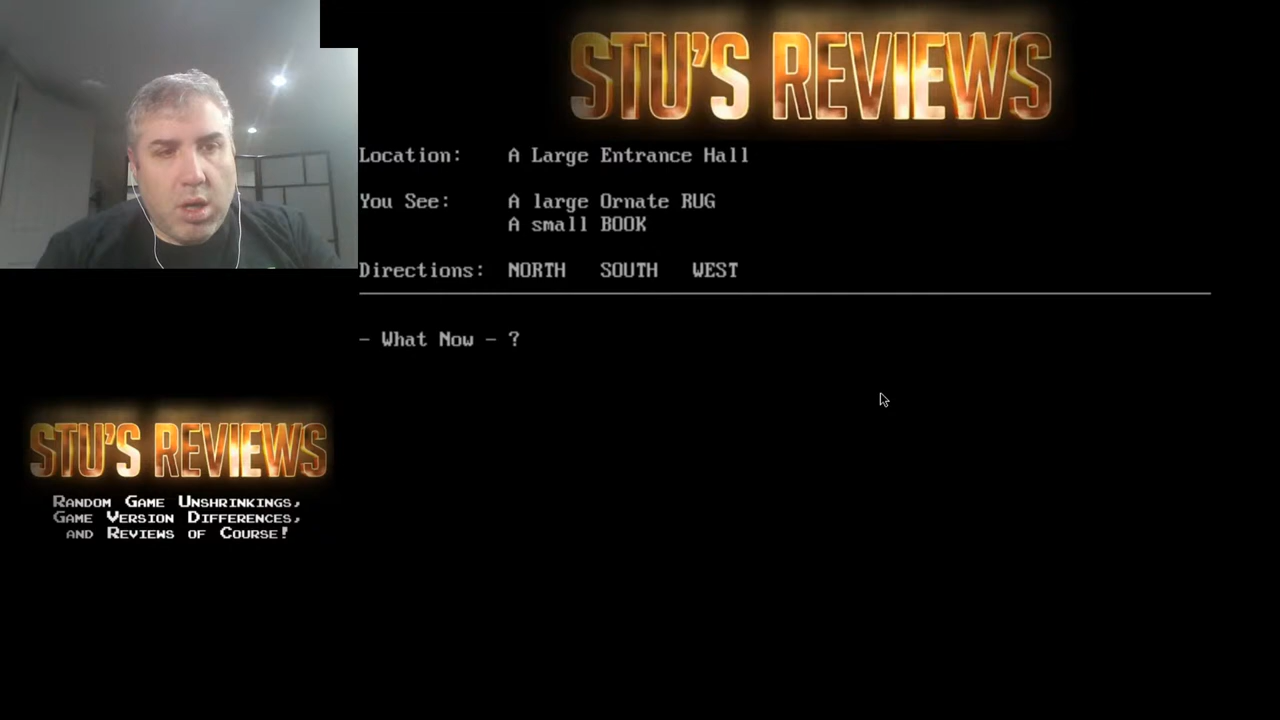 STU'S REVIEWS
Location: A Large Entrance Hall
You See: A large Ornate RUG
A small BOOK
Directions: NORTH SOUTH WEST
- What Now - ?
STU'S REVIEWS
RANDOM GAME UNSHRINKINGS,
GAME VERSION DIFFERENCES,
AND REVIEWS OF COURSE!